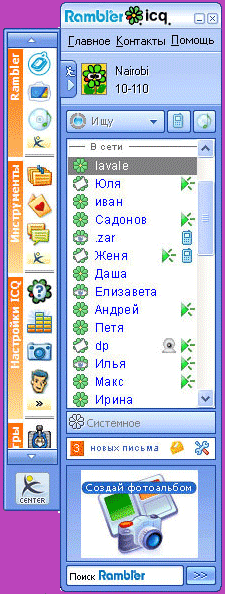 Rambler icq
Главное Контакты Помощь
Nairobi
10-110
Ищу
В сети
lavale
Юля
иван
Садонов
.zar
Женя
Даша
Елизавета
Андрей
Петя
dp
Илья
Макс
Ирина
Системное
3 новых письма
Создай фотоальбом
Поиск Rambler >>
Rambler
Инструменты
Настройки ICQ
гры
»
CENTER